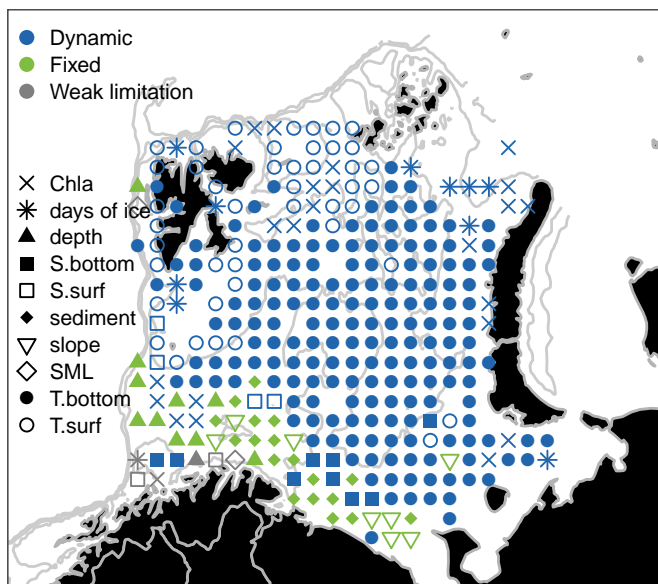 Dynamic
Fixed
Weak limitation
Chla
days of ice
depth
S.bottom
S.surf
sediment
slope
SML
T.bottom
T.surf